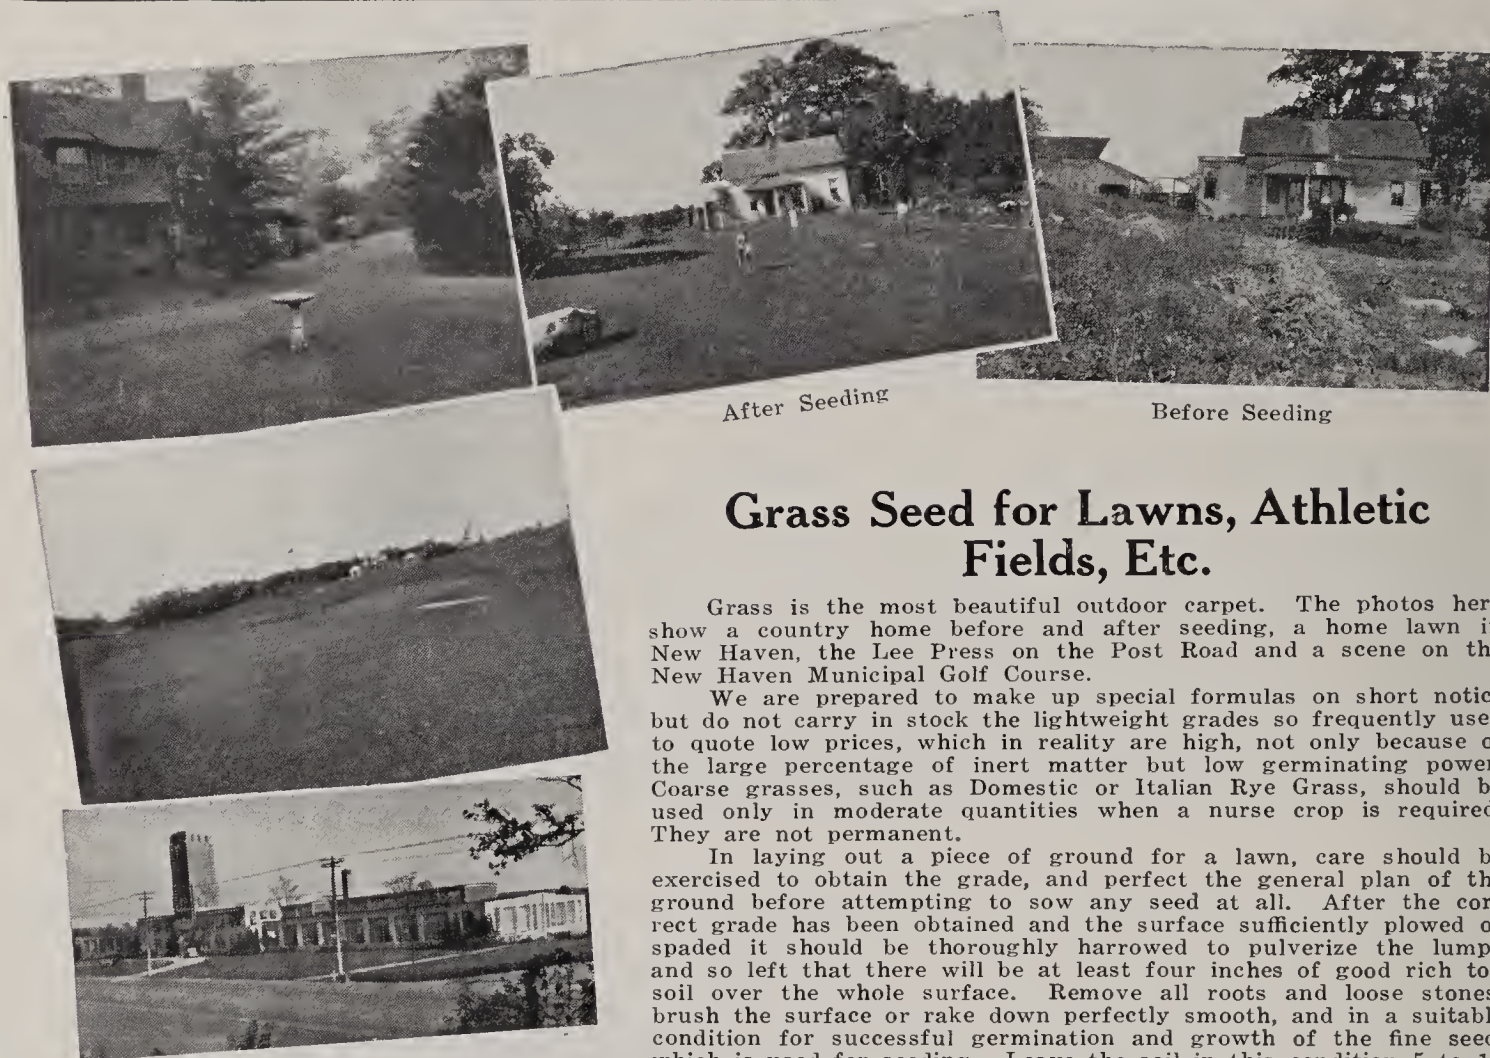 After Seeding
Before Seeding
Grass Seed for Lawns, Athletic
Fields, Etc.
Grass is the most beautiful outdoor carpet. The photos her
show a country home before and after seeding, a home lawn i
New Haven, the Lee Press on the Post Road and a scene on th
New Haven Municipal Golf Course.
We are prepared to make up special formulas on short notic
but do not carry in stock the lightweight grades so frequently use
to quote low prices, which in reality are high, not only because o
the large percentage of inert matter but low germinating power
Coarse grasses, such as Domestic or Italian Rye Grass, should b
used only in moderate quantities when a nurse crop is required
They are not permanent.
In laying out a piece of ground for a lawn, care should b
exercised to obtain the grade, and perfect the general plan of th
ground before attempting to sow any seed at all. After the cor
rect grade has been obtained and the surface sufficiently plowed o
spaded it should be thoroughly harrowed to pulverize the lump
and so left that there will be at least four inches of good rich to
soil over the whole surface. Remove all roots and loose stones
brush the surface or rake down perfectly smooth, and in a suitabl
condition for successful germination and growth of the fine seed
which is used for seeding. Leave the soil in this condition